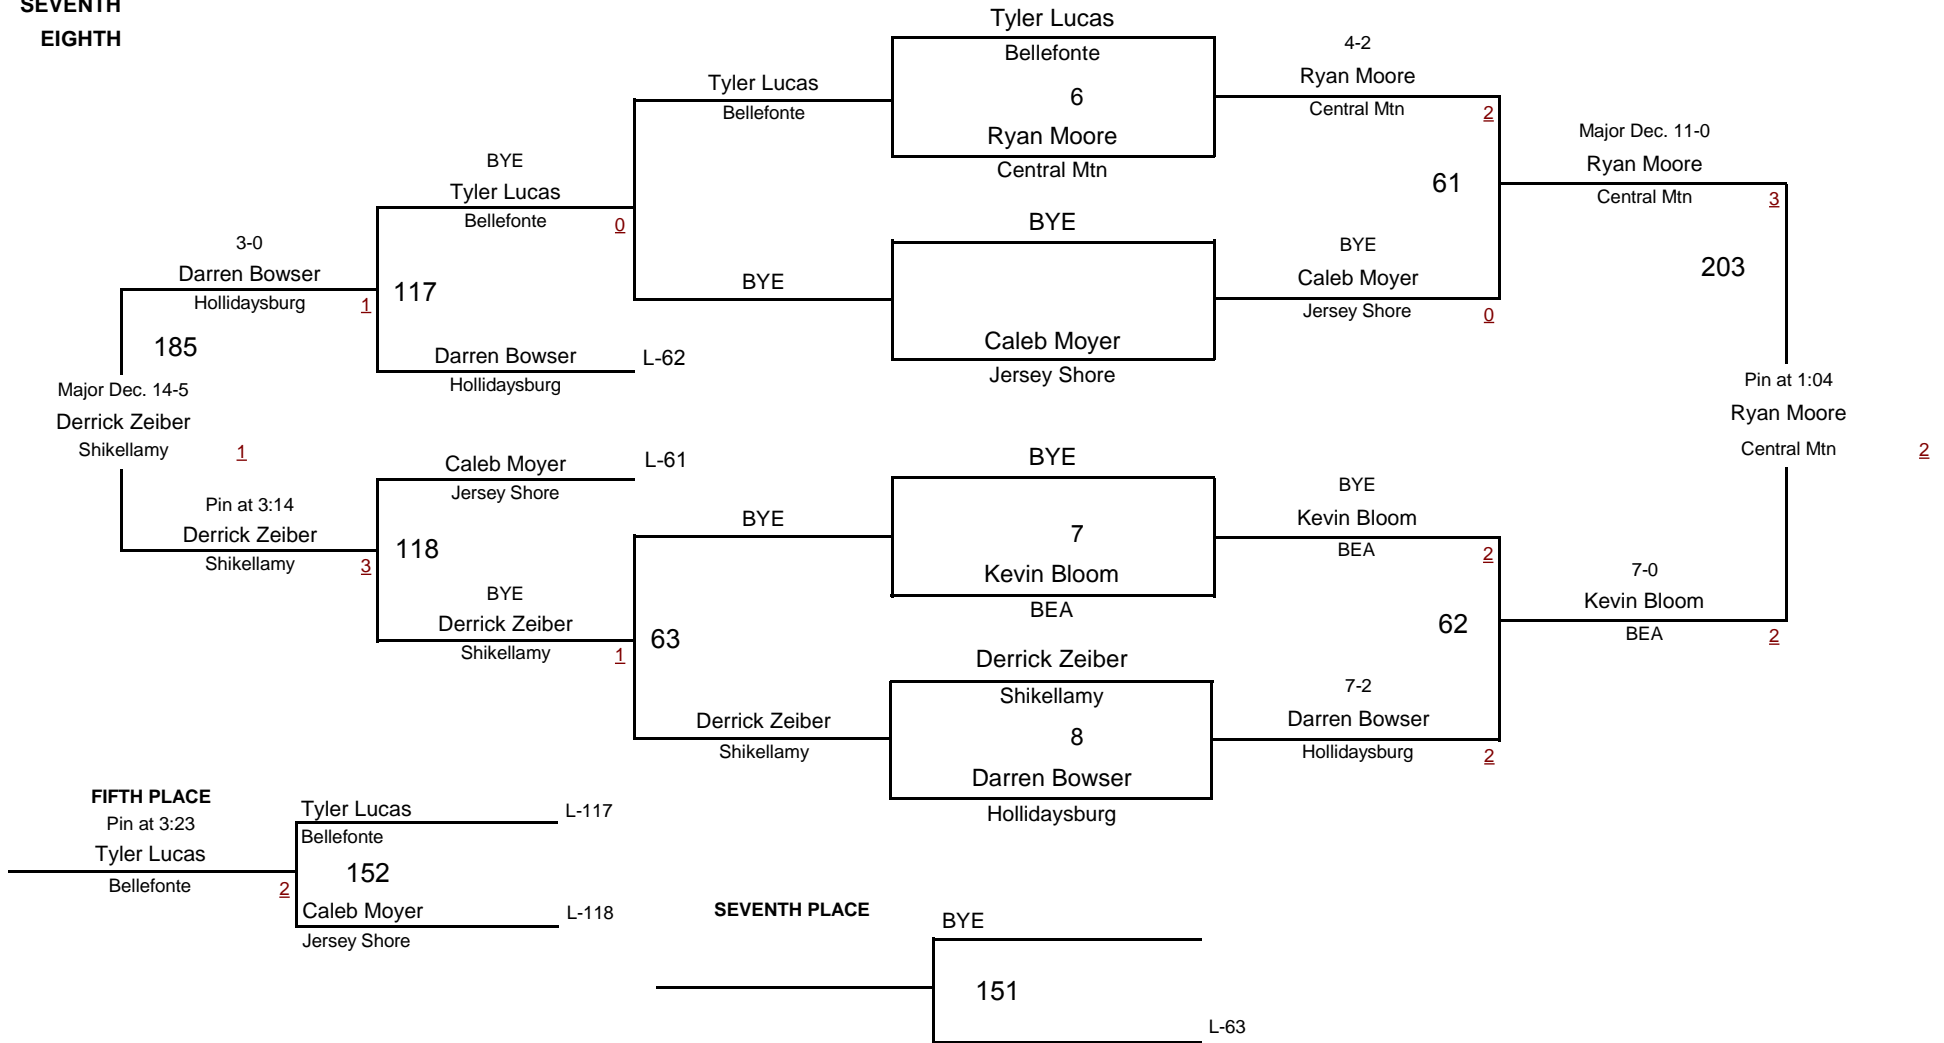 SEVENTH
EIGHTH
Tyler Lucas
Bellefonte
6
Ryan Moore
Central Mtn
BYE
Caleb Moyer
Jersey Shore
BYE
7
Kevin Bloom
BEA
Derrick Zeiber
Shikellamy
8
Darren Bowser
Hollidaysburg
4-2
Ryan Moore
Central Mtn
2
61
BYE
Caleb Moyer
Jersey Shore
0
BYE
Kevin Bloom
BEA
2
62
7-2
Darren Bowser
Hollidaysburg
2
Major Dec. 11-0
Ryan Moore
Central Mtn
3
203
7-0
Kevin Bloom
BEA
2
Pin at 1:04
Ryan Moore
Central Mtn
2
Tyler Lucas
Bellefonte
BYE
BYE
63
Derrick Zeiber
Shikellamy
BYE
Tyler Lucas
Bellefonte
0
117
Darren Bowser
Hollidaysburg
L-62
Caleb Moyer
Jersey Shore
L-61
118
BYE
Derrick Zeiber
Shikellamy
1
3-0
Darren Bowser
Hollidaysburg
1
185
Pin at 3:14
Derrick Zeiber
Shikellamy
3
Major Dec. 14-5
Derrick Zeiber
Shikellamy
1
FIFTH PLACE
Pin at 3:23
Tyler Lucas
Bellefonte
2
Tyler Lucas
L-117
Bellefonte
152
Caleb Moyer
L-118
Jersey Shore
SEVENTH PLACE
BYE
151
L-63